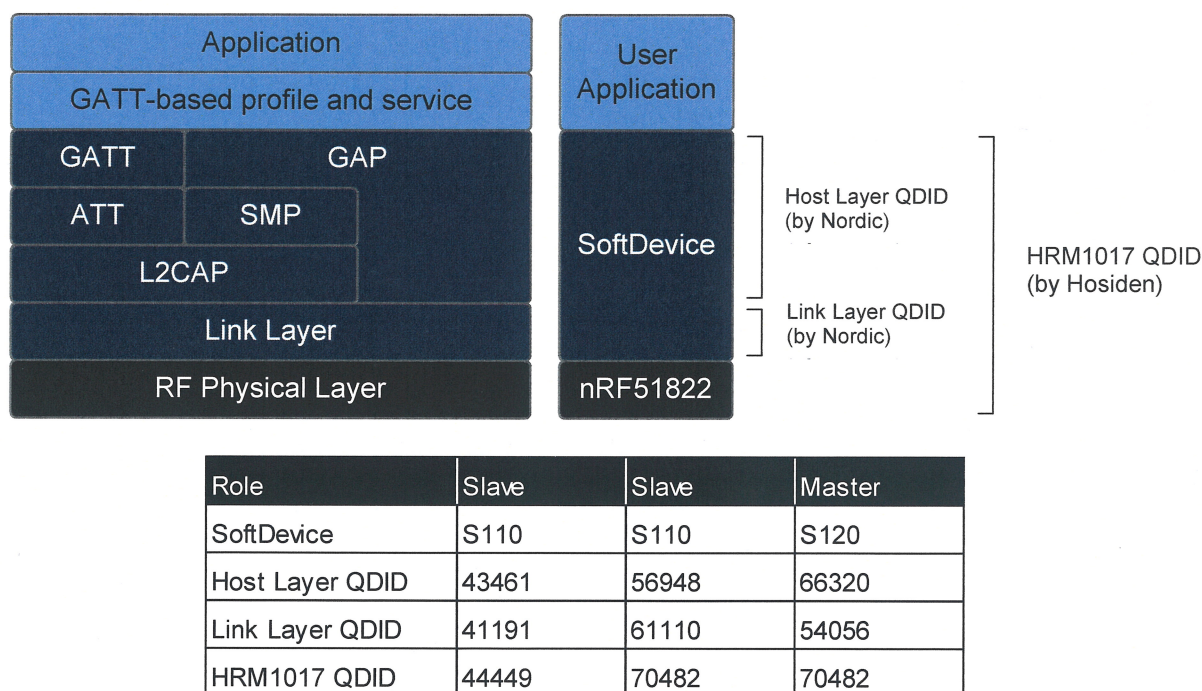 Application
GATT-based profile and service
GATT GAP
ATT SMP
L2CAP
Link Layer
RF Physical Layer
User
Application
SoftDevice
nRF51822
Host Layer QDID
(by Nordic)
Link Layer QDID
(by Nordic)
HRM1017 QDID
(by Hosiden)
Role Slave Slave Master
SoftDevice S110 S110 S120
Host Layer QDID 43461 56948 66320
Link Layer QDID 41191 61110 54056
HRM1017 QDID 44449 70482 70482